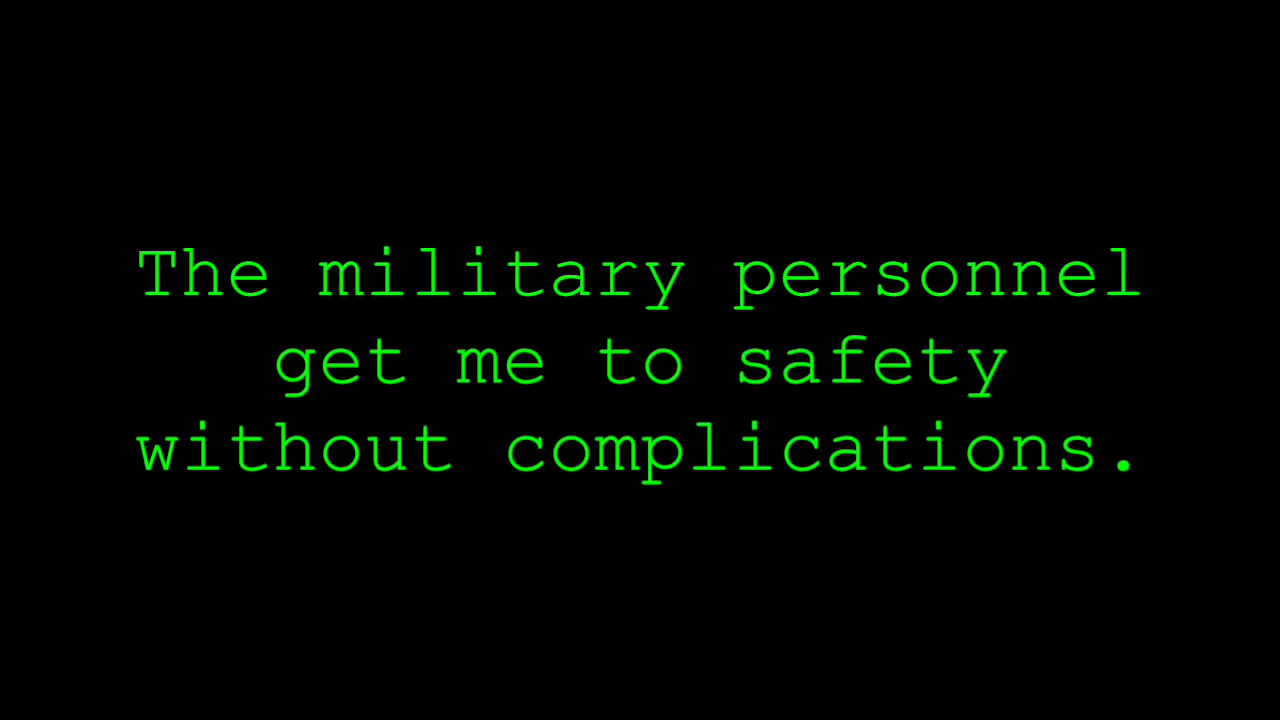 The military personnel
get me to safety
without complications.